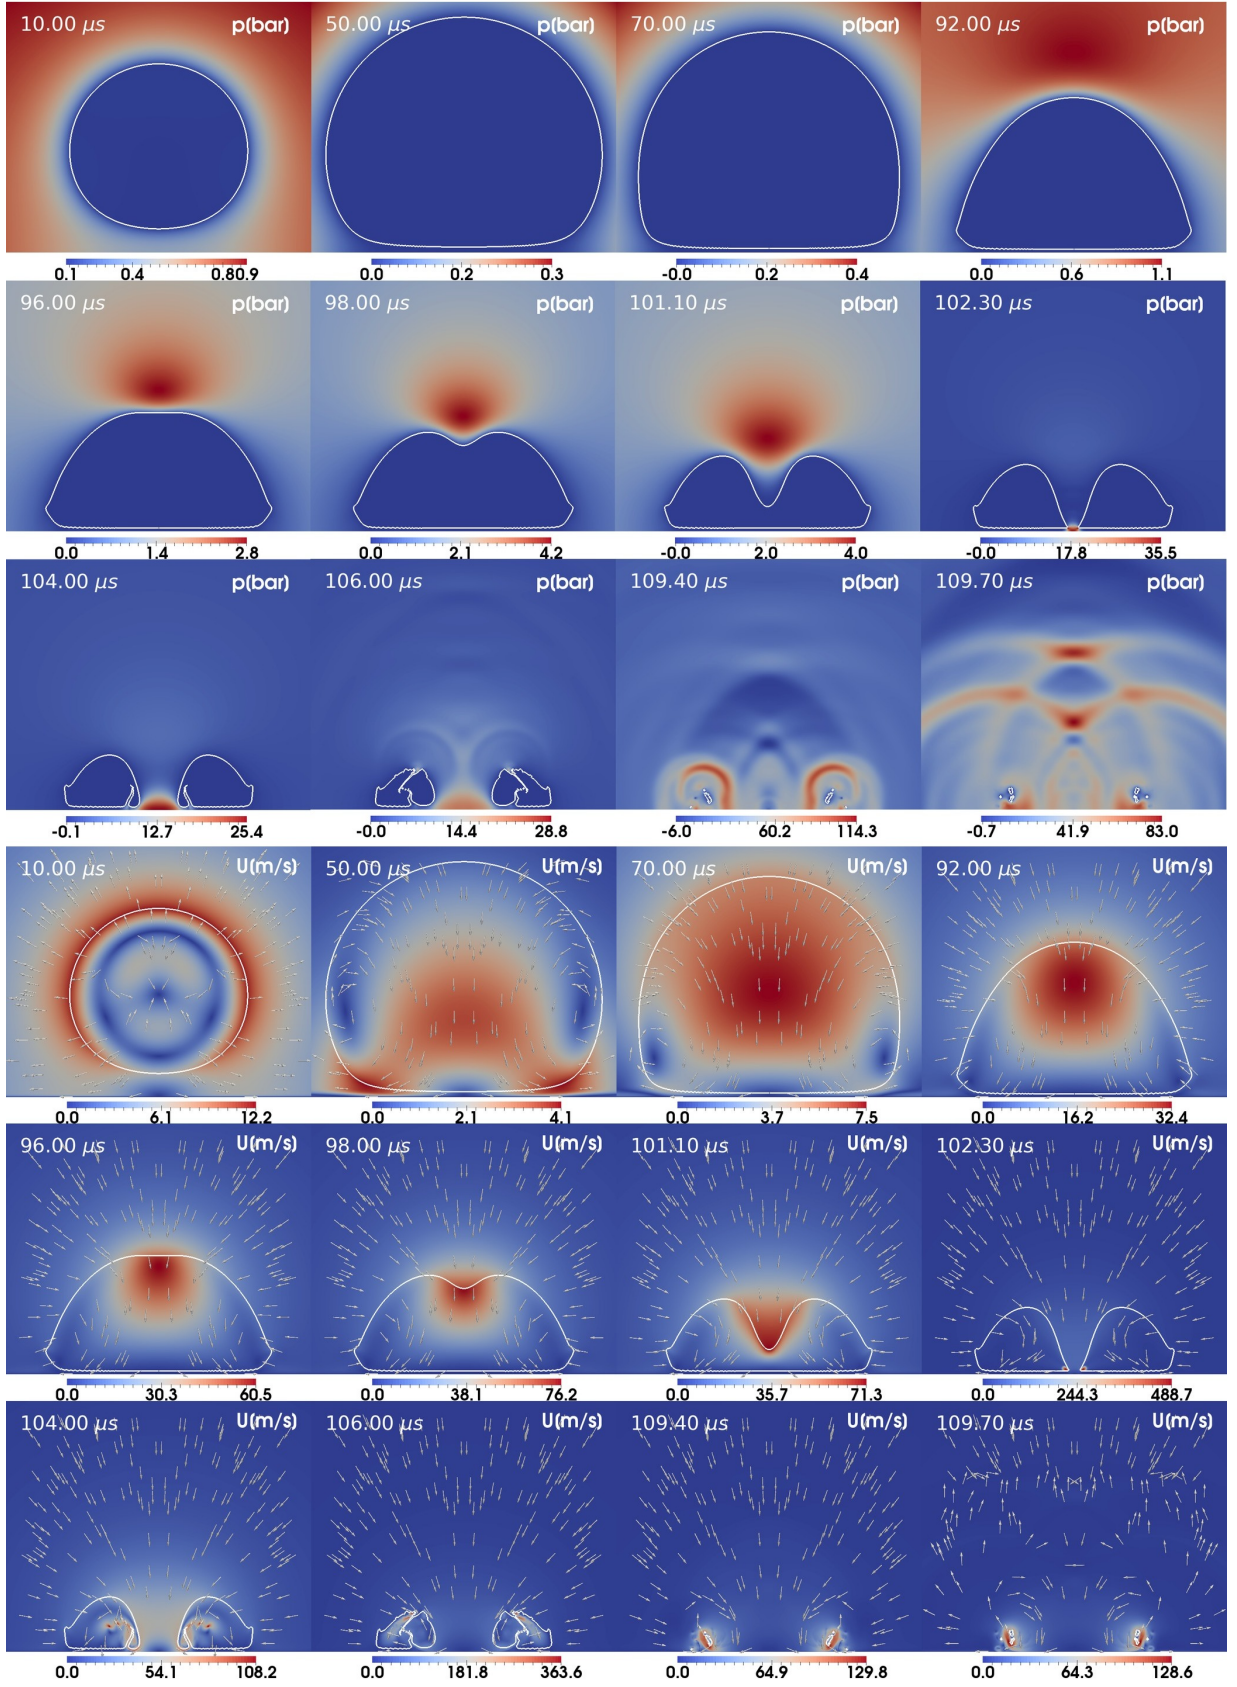 10.00 μs p(bar) 50.00 μs p(bar) 70.00 μs p(bar) 92.00 μs p(bar)
0.1 0.4 0.80.9 0.0 0.2 0.3 -0.0 0.2 0.4 0.0 0.6 1.1
96.00 μs p(bar) 98.00 μs p(bar) 101.10 μs p(bar) 102.30 μs p(bar)
0.0 1.4 2.8 0.0 2.1 4.2 -0.0 2.0 4.0 -0.0 17.8 35.5
104.00 μs p(bar) 106.00 μs p(bar) 109.40 μs p(bar) 109.70 μs p(bar)
-0.1 12.7 25.4 -0.0 14.4 28.8 -6.0 60.2 114.3 -0.7 41.9 83.0
10.00 μs U(m/s) 50.00 μs U(m/s) 70.00 μs U(m/s) 92.00 μs U(m/s)
0.0 6.1 12.2 0.0 2.1 4.1 0.0 3.7 7.5 0.0 16.2 32.4
96.00 μs U(m/s) 98.00 μs U(m/s) 101.10 μs U(m/s) 102.30 μs U(m/s)
0.0 30.3 60.5 0.0 38.1 76.2 0.0 35.7 71.3 0.0 244.3 488.7
104.00 μs U(m/s) 106.00 μs U(m/s) 109.40 μs U(m/s) 109.70 μs U(m/s)
0.0 54.1 108.2 0.0 181.8 363.6 0.0 64.9 129.8 0.0 64.3 128.6